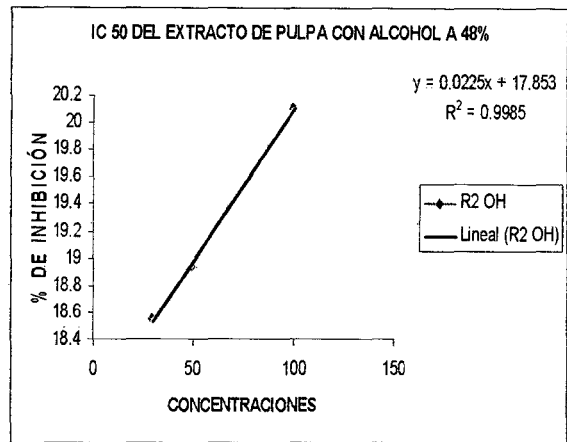 IC 50 DEL EXTRACTO DE PULPA CON ALCOHOL A 48%
y = 0.0225x + 17.853
R² = 0.9985
20.2
20
19.8
19.6
19.4
19.2
19
18.8
18.6
18.4
% DE INHIBICIÓN
0
50
100
150
CONCENTRACIONES
R2 OH
Lineal (R2 OH)